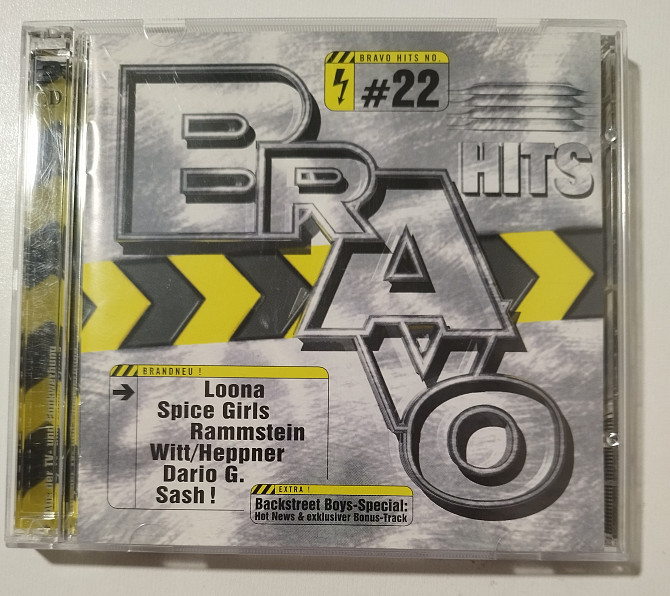 BRAVO HITS NO.
#22
BRAVO
HITS
BRANDNEU !
Loona
Spice Girls
Rammstein
Witt/Heppner
Dario G.
Sash !
EXTRA !
Backstreet Boys-Special:
Hot News & exklusiver Bonus-Track
CD